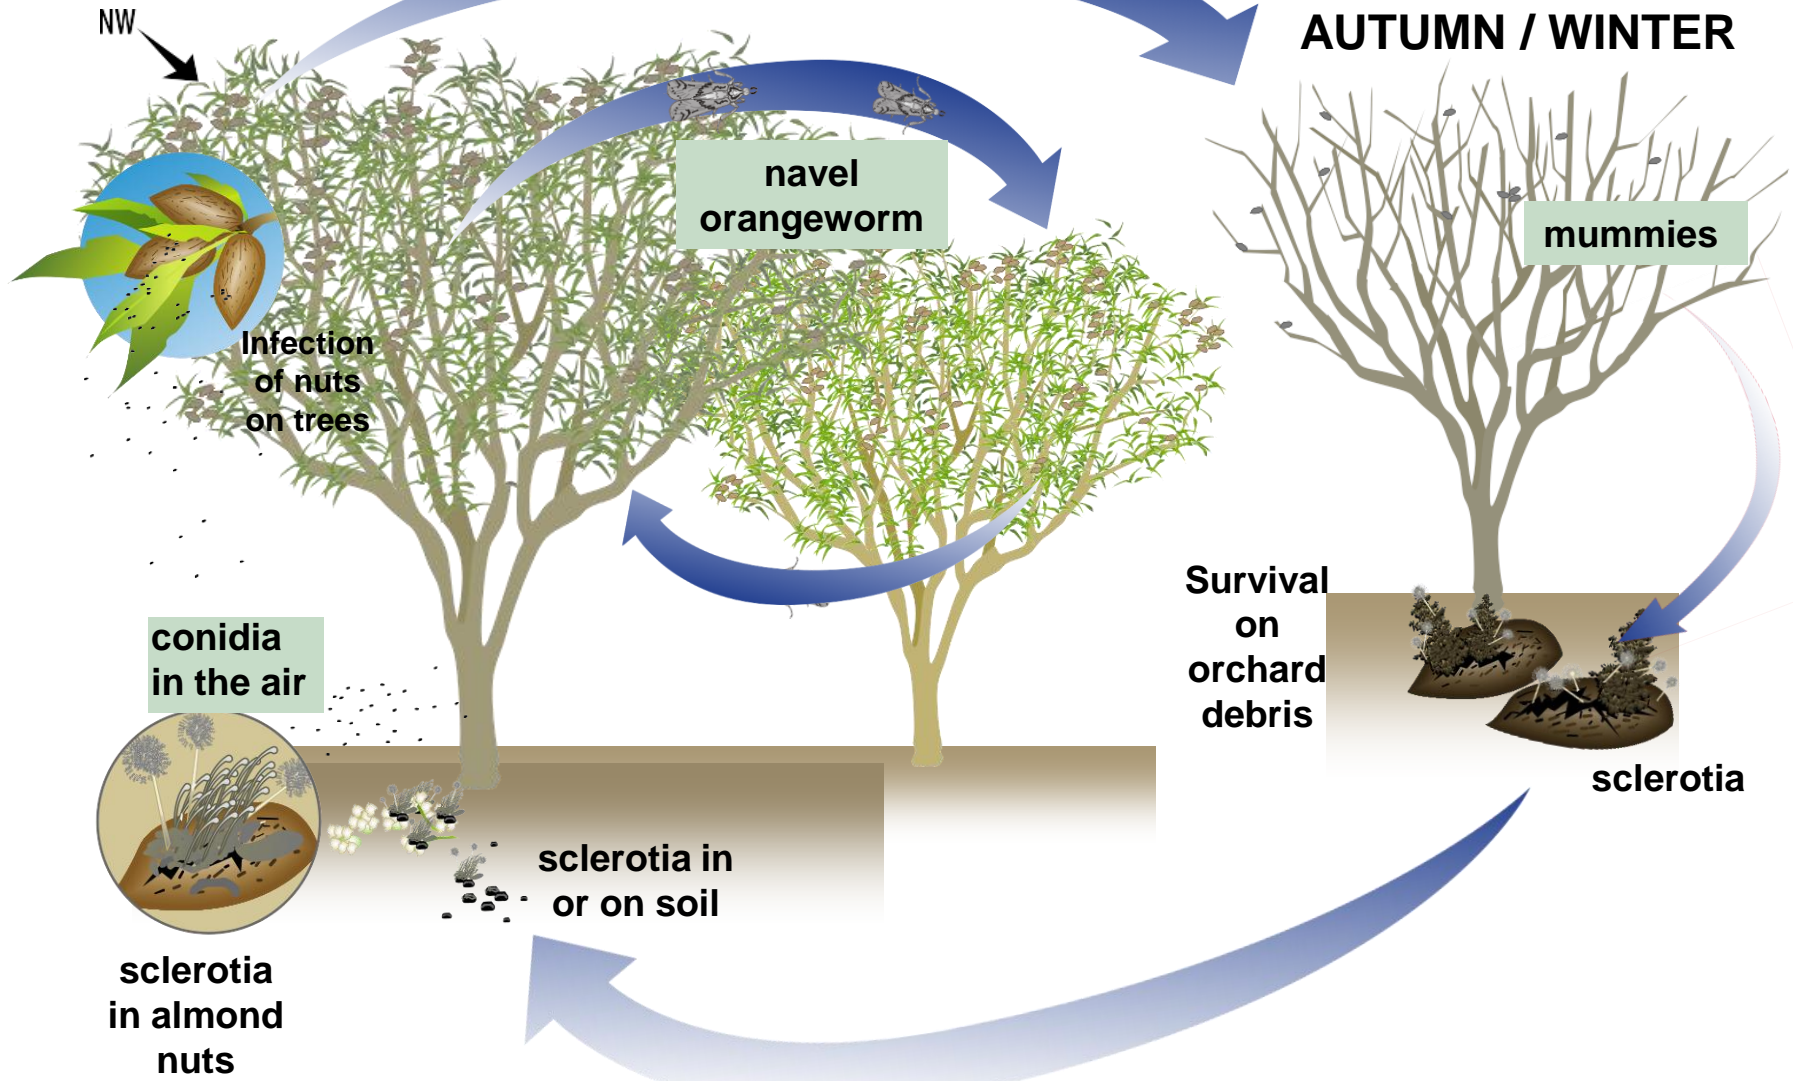 NW
AUTUMN / WINTER
navel
orangeworm
mummies
Infection
of nuts
on trees
Survival
on
orchard
debris
conidia
in the air
sclerotia
sclerotia in
or on soil
sclerotia
in almond
nuts